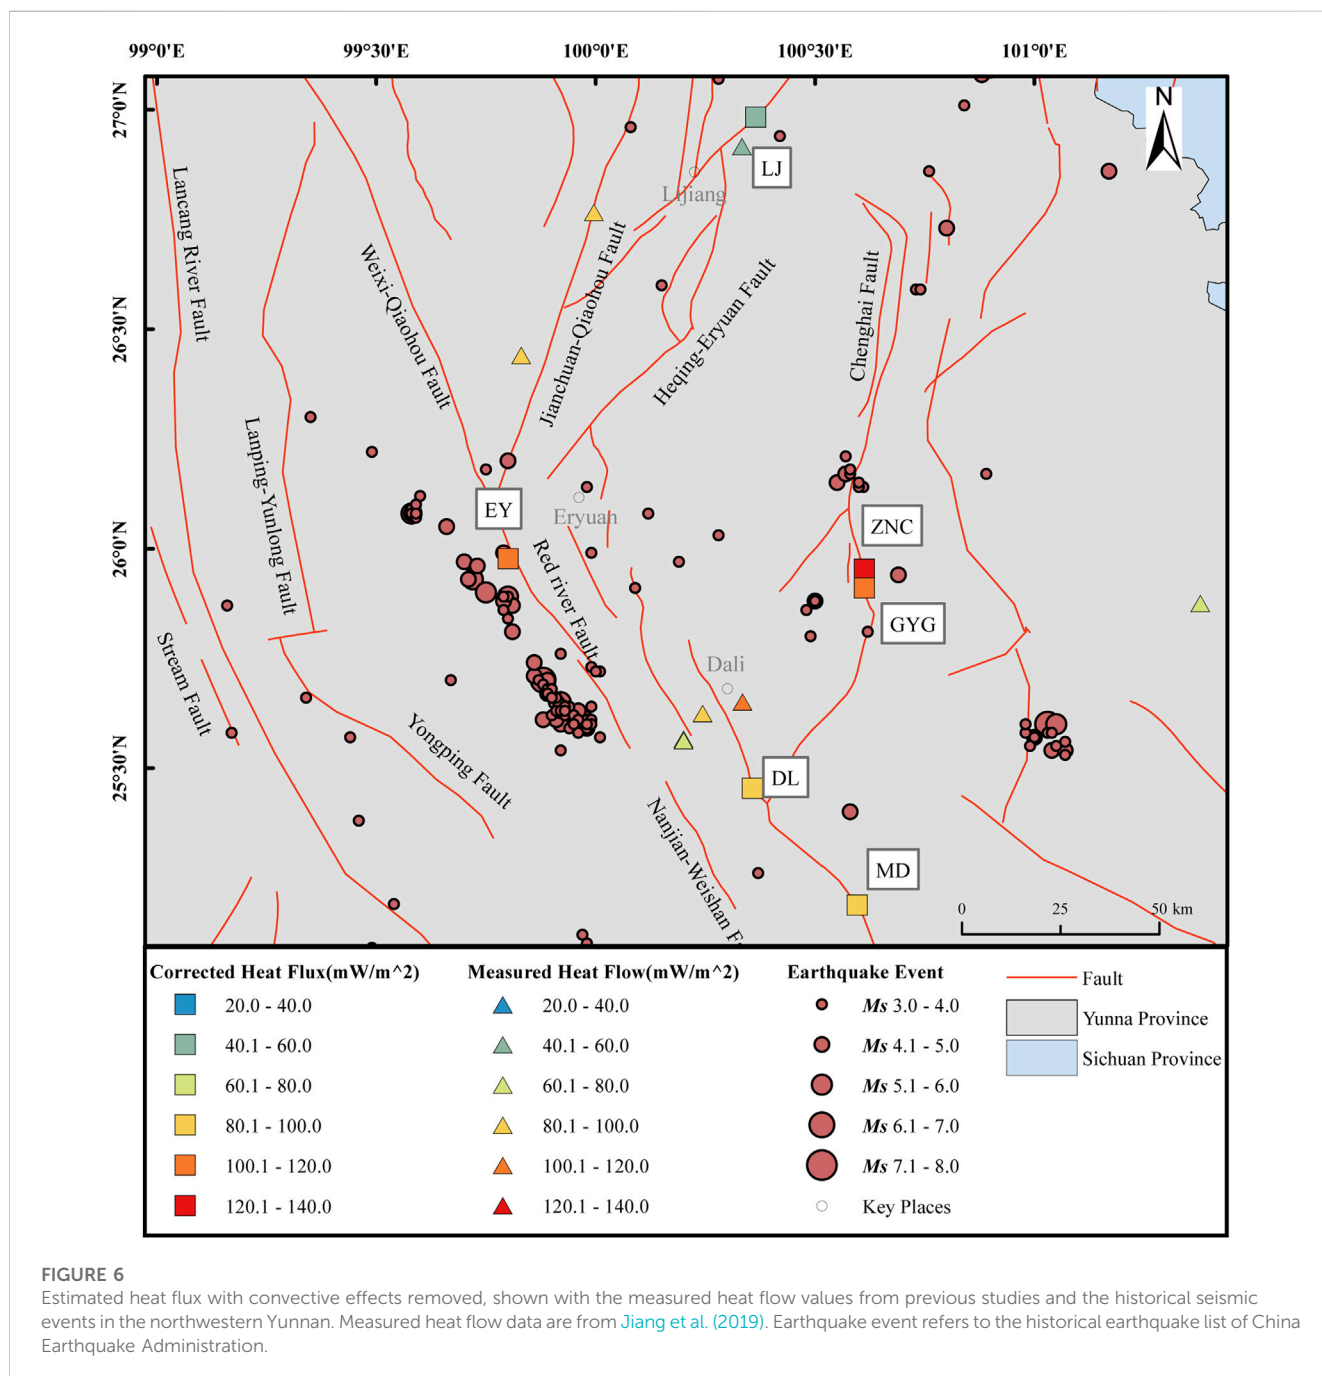 99°0'E
99°30'E
100°0'E
100°30'E
101°0'E
27°0'N
26°30'N
26°0'N
25°30'N
N
LJ
Lijiang
Lancang River Fault
Weixi-Qiaohou Fault
Jianchuan-Qiaohou Fault
Heqing-Eryuan Fault
Chenghai Fault
Lanping-Yunlong Fault
EY
Eryuan
ZNC
Red river Fault
GYG
Stream Fault
Dali
Yongping Fault
DL
Nanjian-Weishan F
MD
0
25
50 km
Corrected Heat Flux(mW/m^2)
20.0 - 40.0
40.1 - 60.0
60.1 - 80.0
80.1 - 100.0
100.1 - 120.0
120.1 - 140.0
Measured Heat Flow(mW/m^2)
20.0 - 40.0
40.1 - 60.0
60.1 - 80.0
80.1 - 100.0
100.1 - 120.0
120.1 - 140.0
Earthquake Event
Ms 3.0 - 4.0
Ms 4.1 - 5.0
Ms 5.1 - 6.0
Ms 6.1 - 7.0
Ms 7.1 - 8.0
Key Places
Fault
Yunna Province
Sichuan Province
FIGURE 6
Estimated heat flux with convective effects removed, shown with the measured heat flow values from previous studies and the historical seismic
events in the northwestern Yunnan. Measured heat flow data are from Jiang et al. (2019). Earthquake event refers to the historical earthquake list of China
Earthquake Administration.